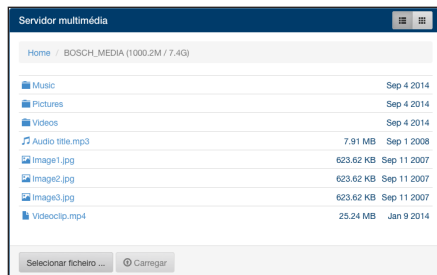 Servidor multimédia
Home / BOSCH_MEDIA (1000.2M / 7.4G)
Music Sep 4 2014
Pictures Sep 4 2014
Videos Sep 4 2014
Audio title.mp3 7.91 MB Sep 1 2008
Image1.jpg 623.62 KB Sep 11 2007
Image2.jpg 623.62 KB Sep 11 2007
Image3.jpg 623.62 KB Sep 11 2007
Videoclip.mp4 25.24 MB Jan 9 2014
Selecionar ficheiro ... Carregar